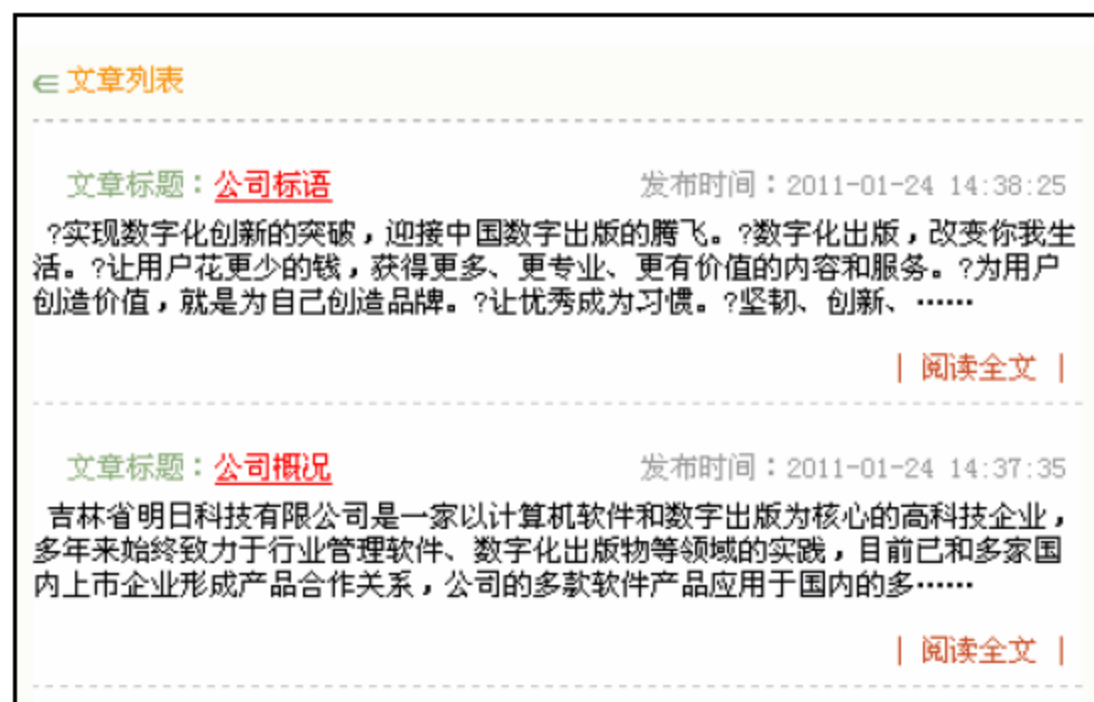 ∈ 文章列表
文章标题：公司标语 发布时间：2011-01-24 14:38:25
?实现数字化创新的突破，迎接中国数字出版的腾飞。?数字化出版，改变你我生
活。?让用户花更少的钱，获得更多、更专业、更有价值的内容和服务。?为用户
创造价值，就是为自己创造品牌。?让优秀成为习惯。?坚韧、创新、……
| 阅读全文 |
文章标题：公司概况 发布时间：2011-01-24 14:37:35
吉林省明日科技有限公司是一家以计算机软件和数字出版为核心的高科技企业，
多年来始终致力于行业管理软件、数字化出版物等领域的实践，目前已和多家国
内上市企业形成产品合作关系，公司的多款软件产品应用于国内的多……
| 阅读全文 |